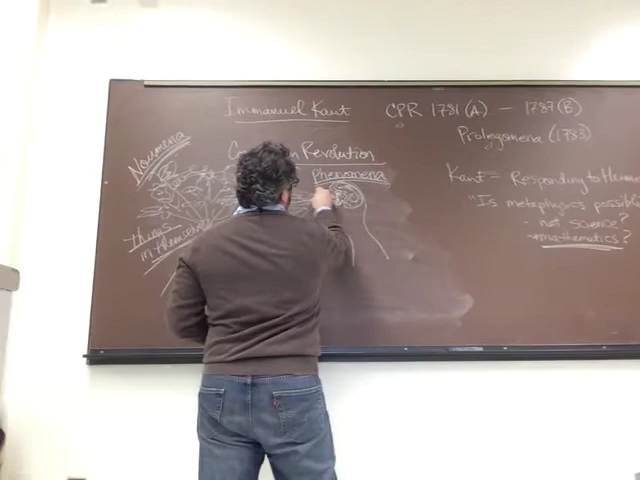 Immanuel Kant
CPR 1781 (A) — 1787 (B)
Prolegomena (1783)
Noumena
Revolution
Phenomena
Kant = Responding to Hume
"Is metaphysics possible
- not science?
→ mathematics?
things
in themselves